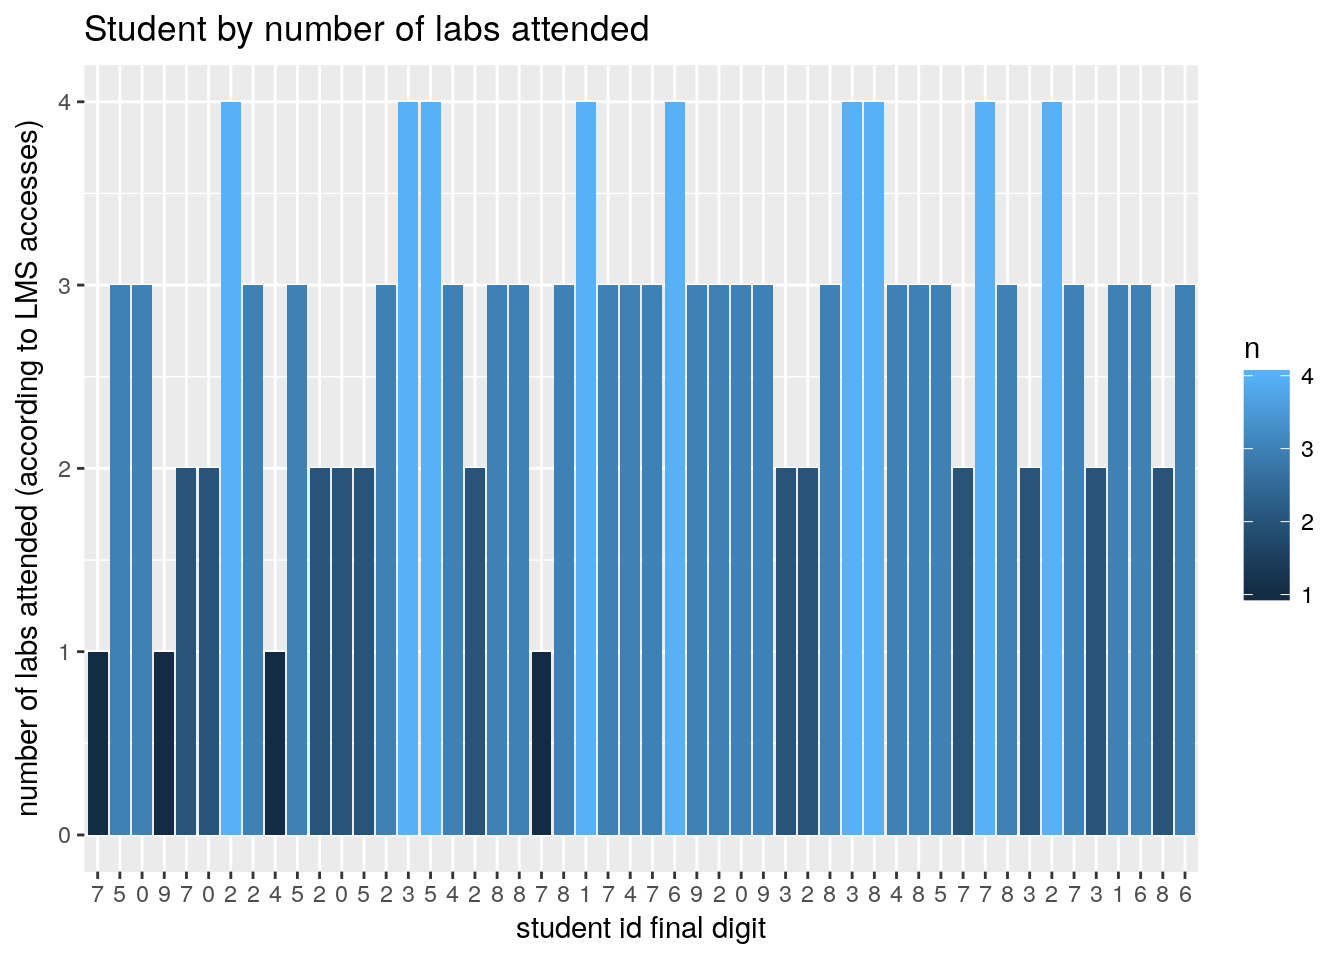 Student by number of labs attended
number of labs attended (according to LMS accesses)
4
3
2
1
0
7 5 0 9 7 0 2 2 4 5 2 0 5 2 3 5 4 2 8 8 7 8 1 7 4 7 6 9 2 0 9 3 2 8 3 8 4 8 5 7 7 8 3 2 7 3 1 6 8 6
student id final digit
n
4
3
2
1